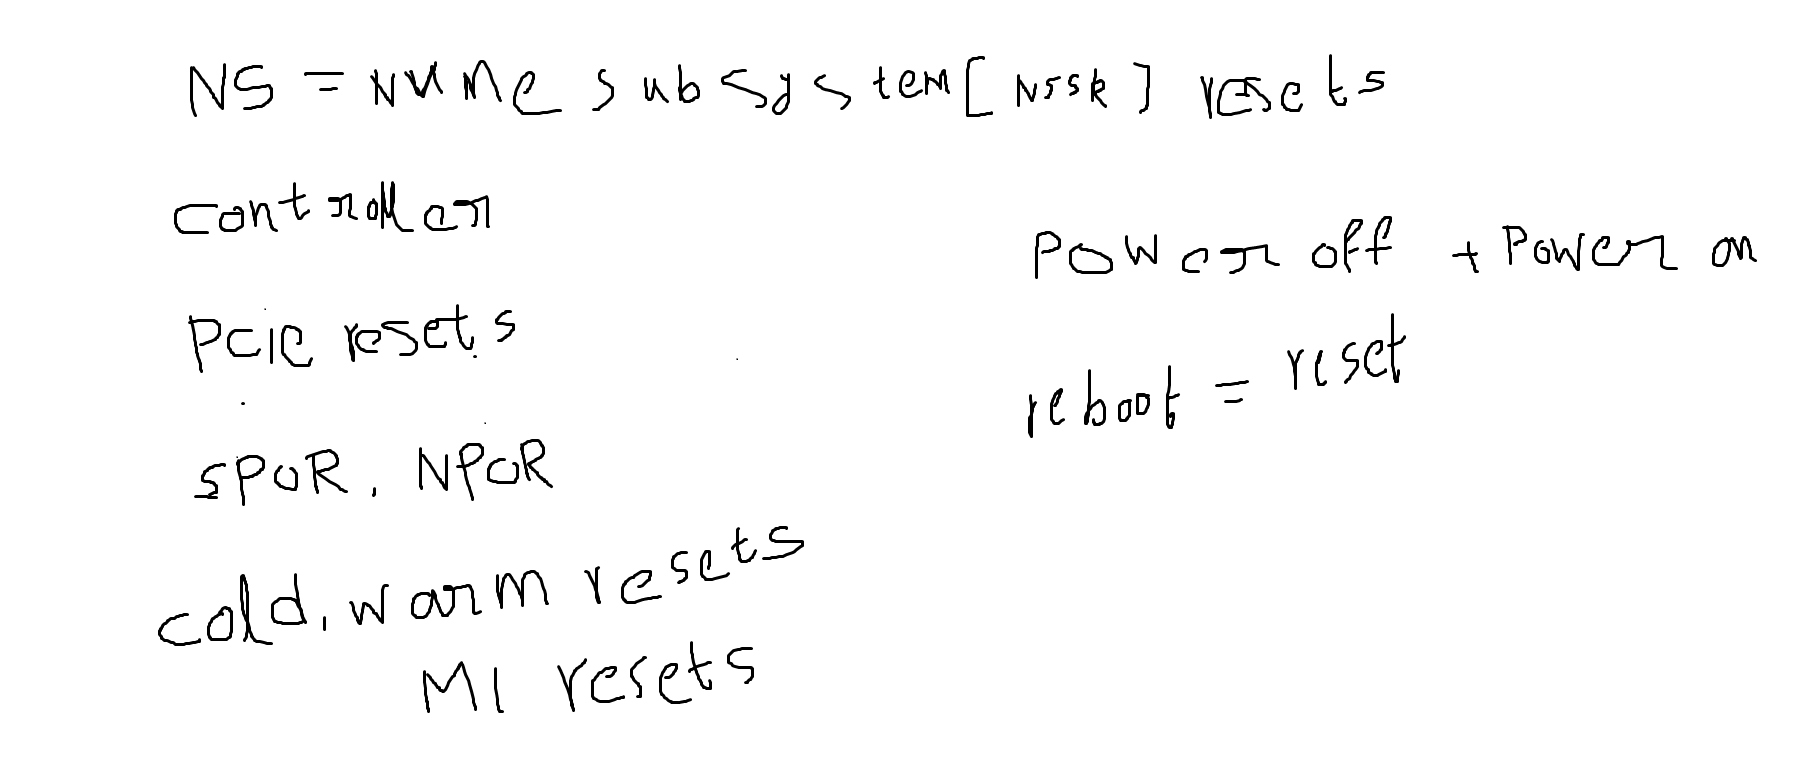 NS = NVMe subsystem [NSSR] resets
controller
Power off + Power on
PCIe resets
reboot = reset
SPOR, NPOR
cold, warm resets
MI resets